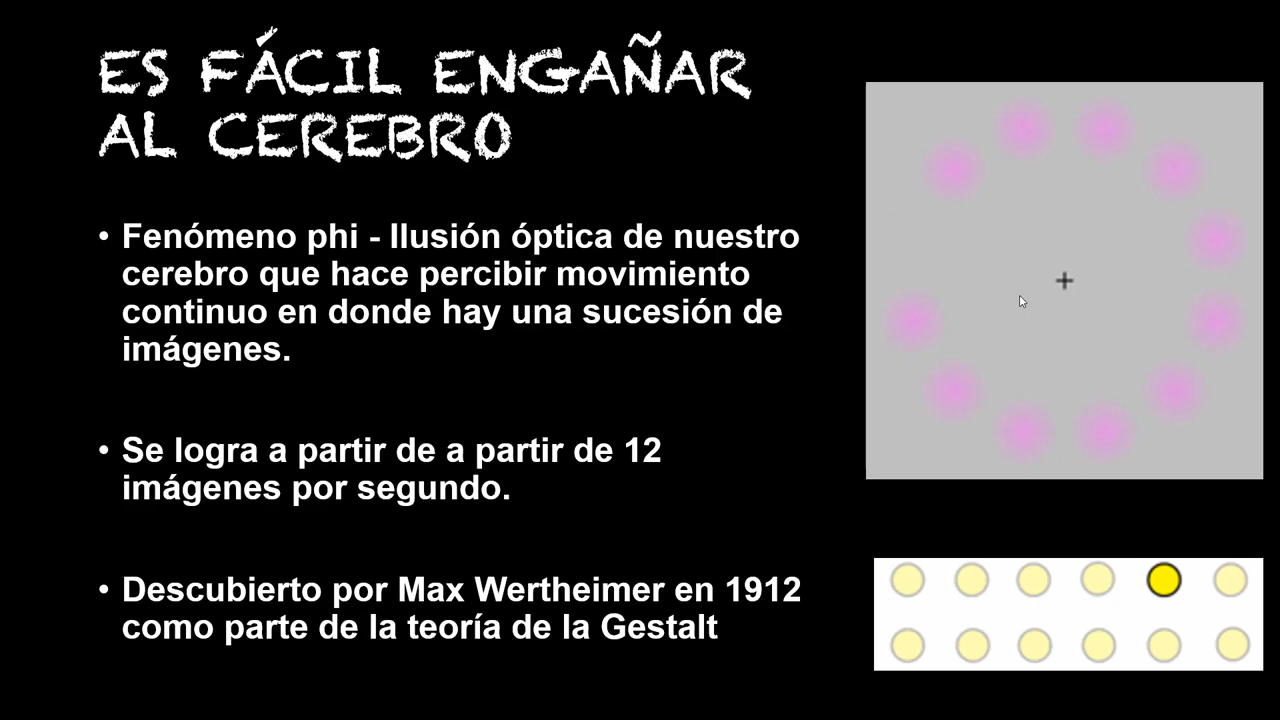 ES FÁCIL ENGAÑAR
AL CEREBRO
• Fenómeno phi - Ilusión óptica de nuestro
cerebro que hace percibir movimiento
continuo en donde hay una sucesión de
imágenes.
• Se logra a partir de a partir de 12
imágenes por segundo.
• Descubierto por Max Wertheimer en 1912
como parte de la teoría de la Gestalt